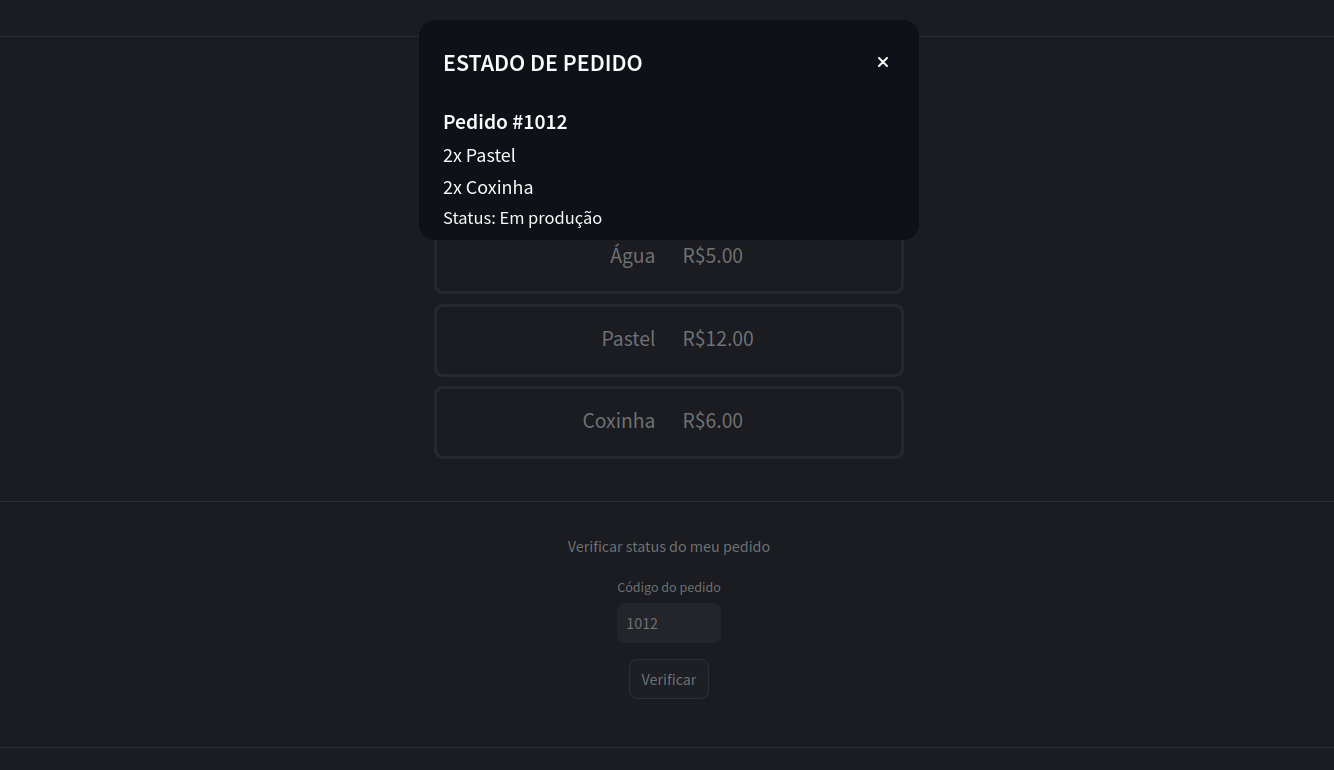 ESTADO DE PEDIDO
Pedido #1012
2x Pastel
2x Coxinha
Status: Em produção
Água R$5.00
Pastel R$12.00
Coxinha R$6.00
Verificar status do meu pedido
Código do pedido
1012
Verificar